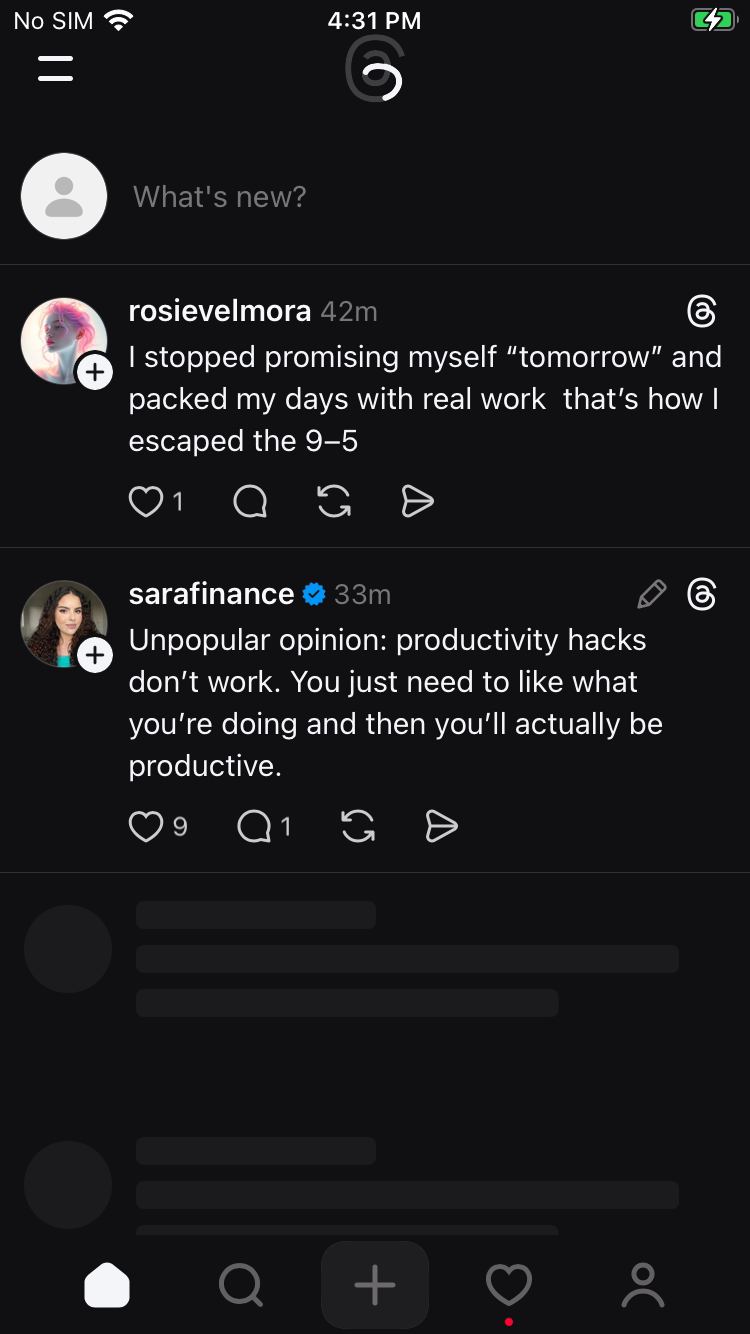 No SIM 4:31 PM
What's new?
rosievelmora 42m
I stopped promising myself “tomorrow” and
packed my days with real work  that’s how I
escaped the 9–5
1
sarafinance 33m
Unpopular opinion: productivity hacks
don’t work. You just need to like what
you’re doing and then you’ll actually be
productive.
9 1